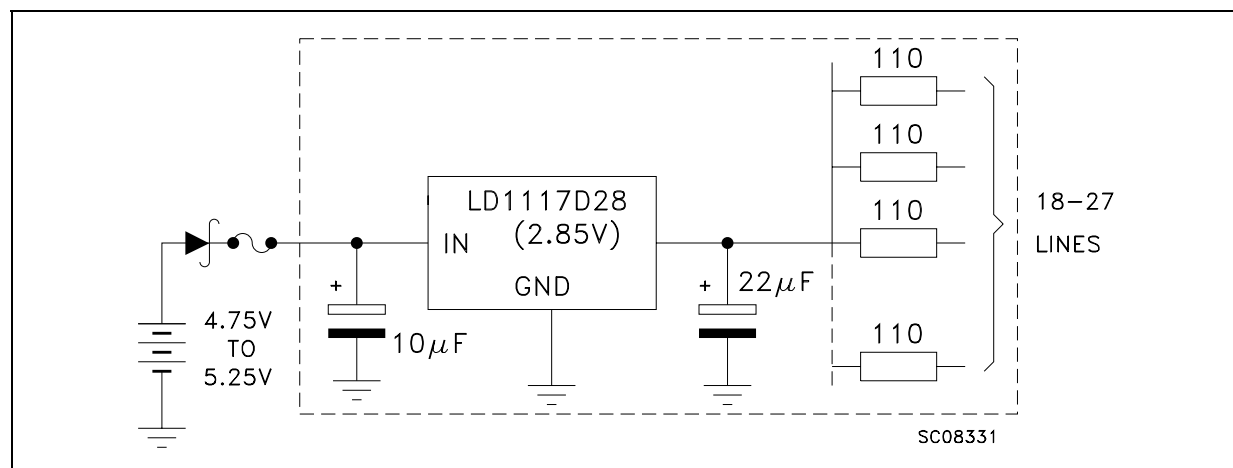 110
110
LD1117D28
(2.85V)
IN
GND
110
18-27
LINES
+
10μF
+
22μF
4.75V
TO
5.25V
110
SC08331